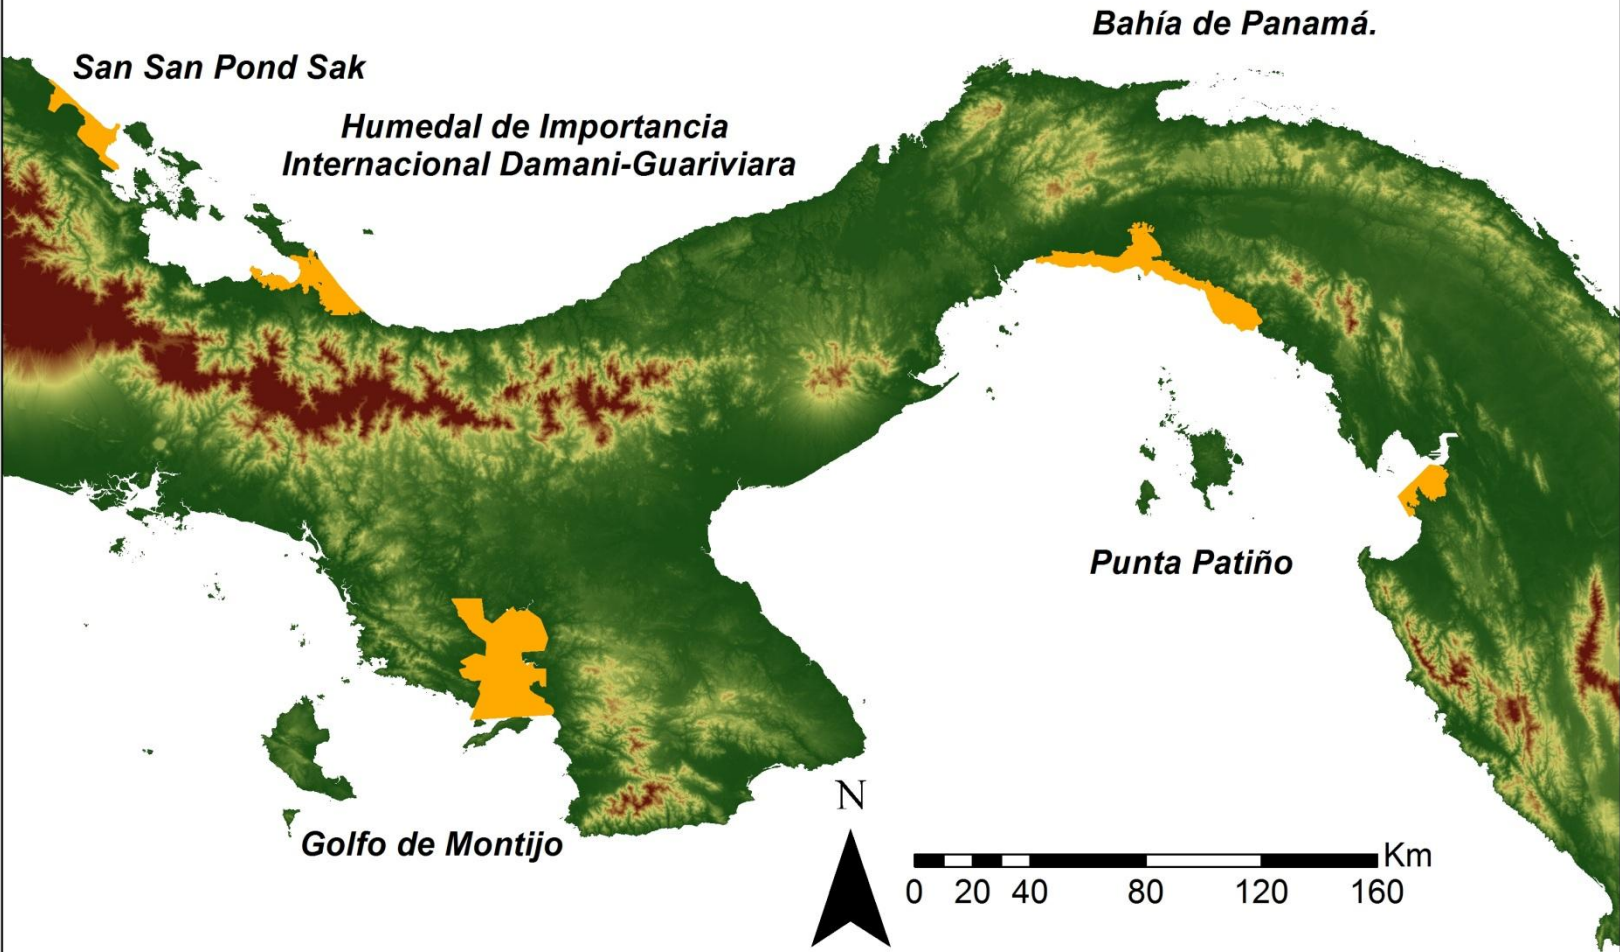 Bahía de Panamá.
San San Pond Sak
Humedal de Importancia
Internacional Damani-Guariviara
Punta Patiño
Golfo de Montijo
N
Km
0 20 40 80 120 160